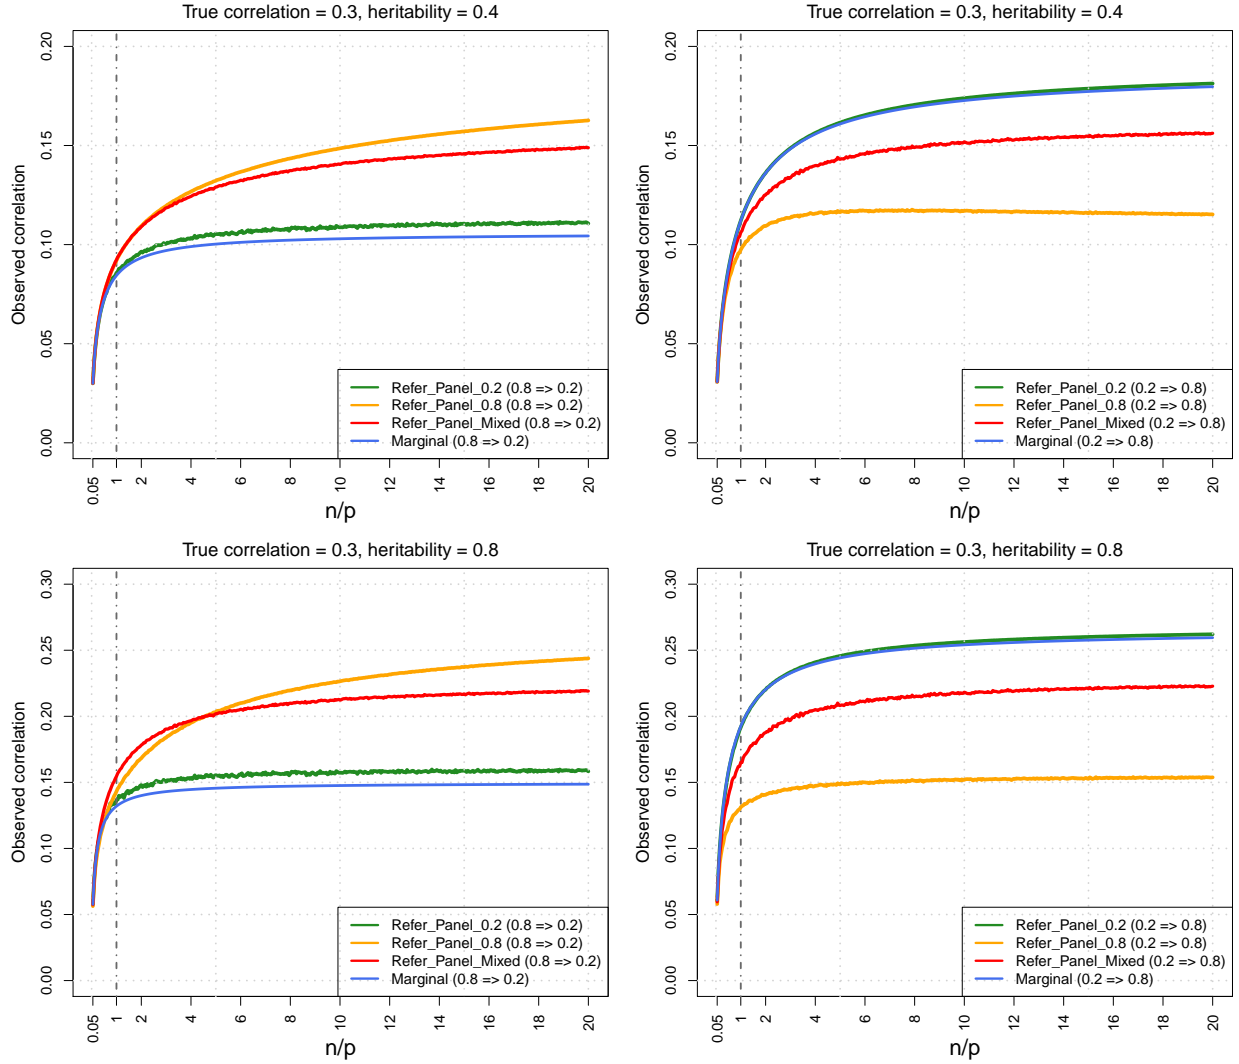 True correlation = 0.3, heritability = 0.4
Observed correlation
0.20
0.15
0.10
0.05
0.00
Refer_Panel_0.2 (0.8 => 0.2)
Refer_Panel_0.8 (0.8 => 0.2)
Refer_Panel_Mixed (0.8 => 0.2)
Marginal (0.8 => 0.2)
0.05 1 2 4 6 8 10 12 14 16 18 20
n/p
True correlation = 0.3, heritability = 0.4
Observed correlation
0.20
0.15
0.10
0.05
0.00
Refer_Panel_0.2 (0.2 => 0.8)
Refer_Panel_0.8 (0.2 => 0.8)
Refer_Panel_Mixed (0.2 => 0.8)
Marginal (0.2 => 0.8)
0.05 1 2 4 6 8 10 12 14 16 18 20
n/p
True correlation = 0.3, heritability = 0.8
Observed correlation
0.30
0.25
0.20
0.15
0.10
0.05
0.00
Refer_Panel_0.2 (0.8 => 0.2)
Refer_Panel_0.8 (0.8 => 0.2)
Refer_Panel_Mixed (0.8 => 0.2)
Marginal (0.8 => 0.2)
0.05 1 2 4 6 8 10 12 14 16 18 20
n/p
True correlation = 0.3, heritability = 0.8
Observed correlation
0.30
0.25
0.20
0.15
0.10
0.05
0.00
Refer_Panel_0.2 (0.2 => 0.8)
Refer_Panel_0.8 (0.2 => 0.8)
Refer_Panel_Mixed (0.2 => 0.8)
Marginal (0.2 => 0.8)
0.05 1 2 4 6 8 10 12 14 16 18 20
n/p